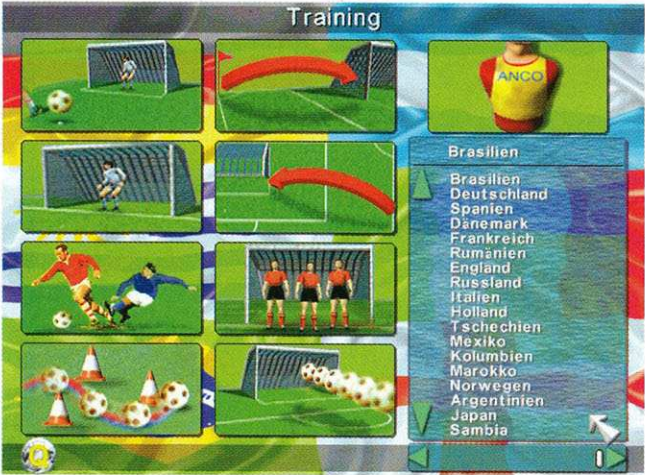 Training
ANCO
Brasilien
Brasilien
Deutschland
Spanien
Dänemark
Frankreich
Rumänien
England
Russland
Italien
Holland
Tschechien
Mexiko
Kolumbien
Marokko
Norwegen
Argentinien
Japan
Sambia
0